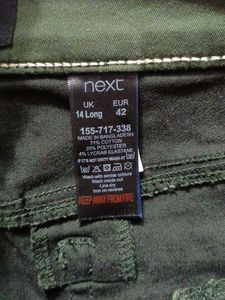 next
UK EUR
14 Long 42
155-717-338
MADE IN BANGLADESH
71% COTTON
25% POLYESTER
4% LYCRA® ELASTANE
IF IT'S NOT DIRTY WASH AT
Wash with similar colours
Wash inside out
Line dry
Iron on reverse
KEEP AWAY FROM FIRE